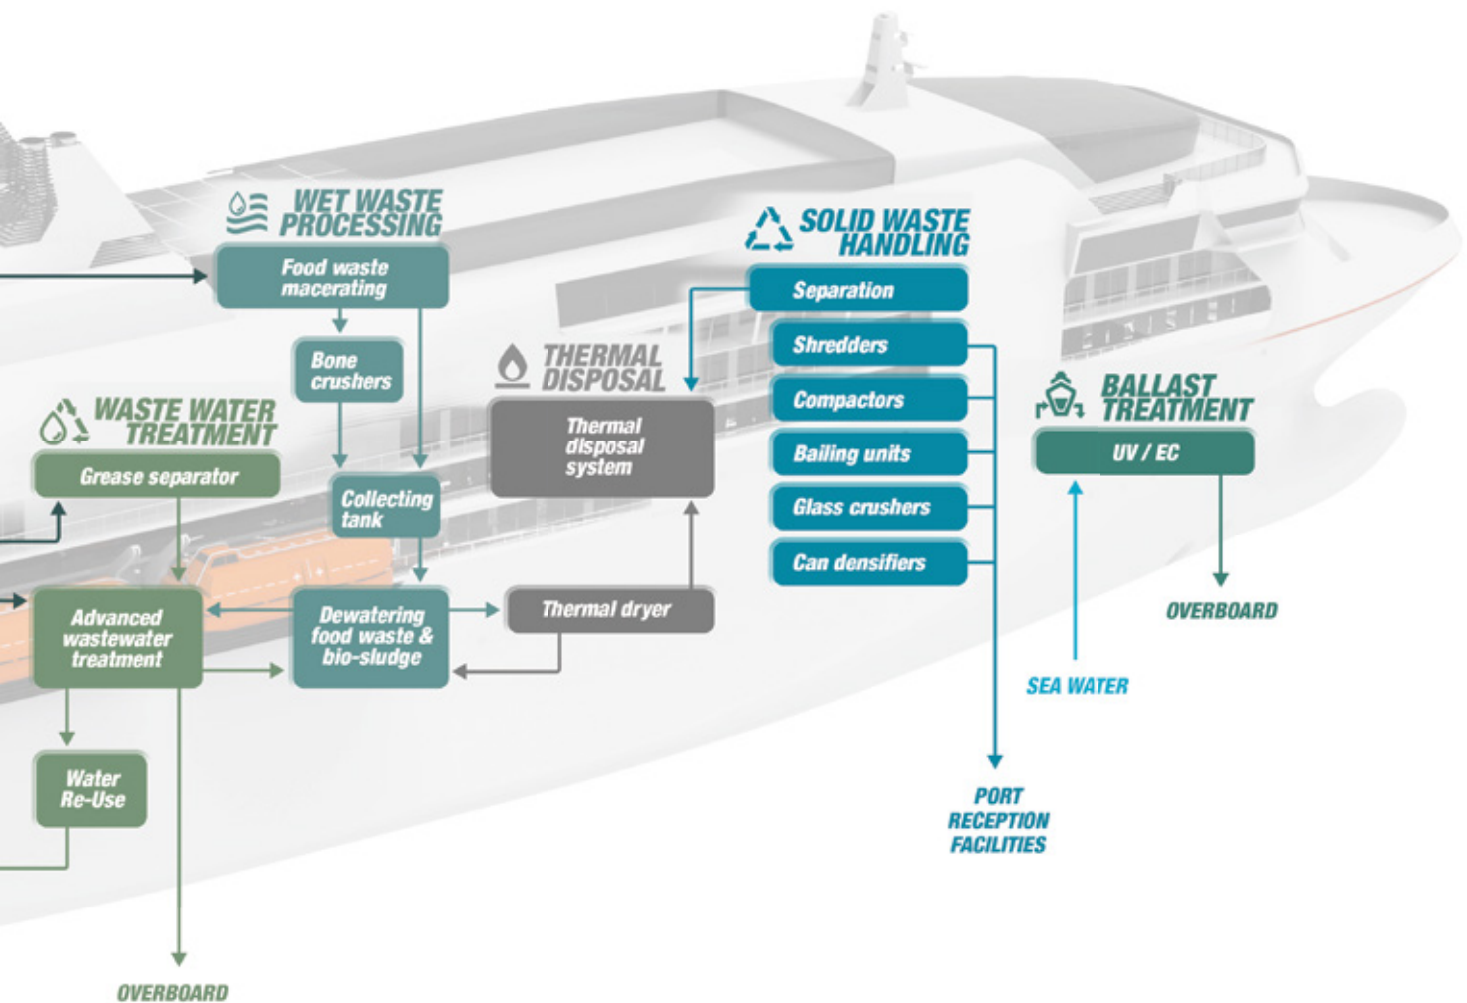 WET WASTE
PROCESSING
Food waste
macerating
Bone
crushers
Collecting
tank
Dewatering
food waste &
bio-sludge
WASTE WATER
TREATMENT
Grease separator
Advanced
wastewater
treatment
Water
Re-Use
OVERBOARD
THERMAL
DISPOSAL
Thermal
disposal
system
Thermal dryer
SOLID WASTE
HANDLING
Separation
Shredders
Compactors
Bailing units
Glass crushers
Can densifiers
PORT
RECEPTION
FACILITIES
BALLAST
TREATMENT
UV / EC
OVERBOARD
SEA WATER